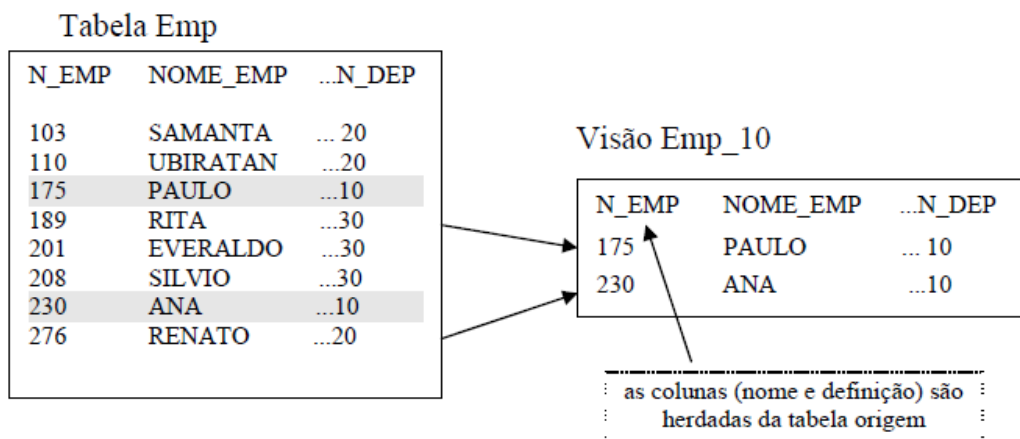 Tabela Emp
N_EMP NOME_EMP ...N_DEP
103 SAMANTA ... 20
110 UBIRATAN ...20
175 PAULO ...10
189 RITA ...30
201 EVERALDO ...30
208 SILVIO ...30
230 ANA ...10
276 RENATO ...20
Visão Emp_10
N_EMP NOME_EMP ...N_DEP
175 PAULO ... 10
230 ANA ...10
as colunas (nome e definição) são
herdadas da tabela origem